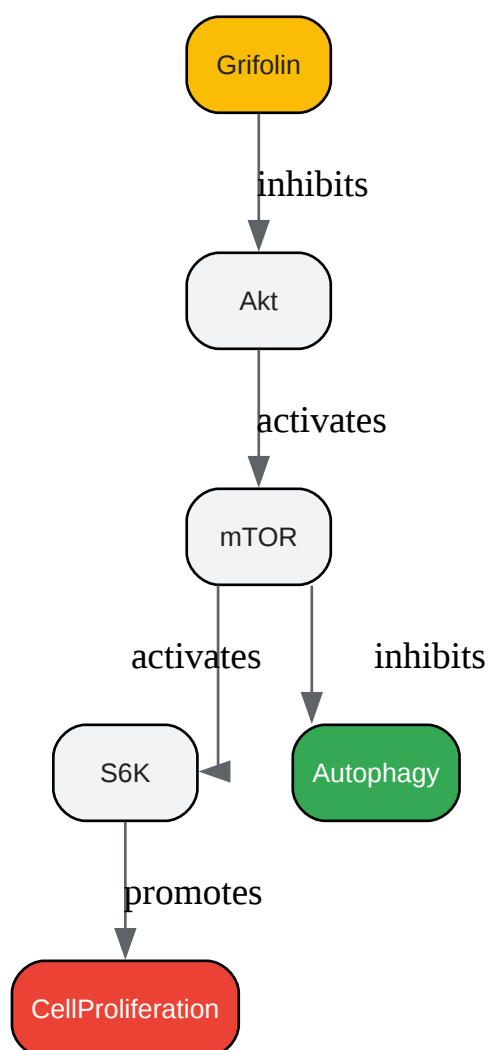 Grifolin
inhibits
Akt
activates
mTOR
activates
inhibits
S6K
Autophagy
promotes
CellProliferation